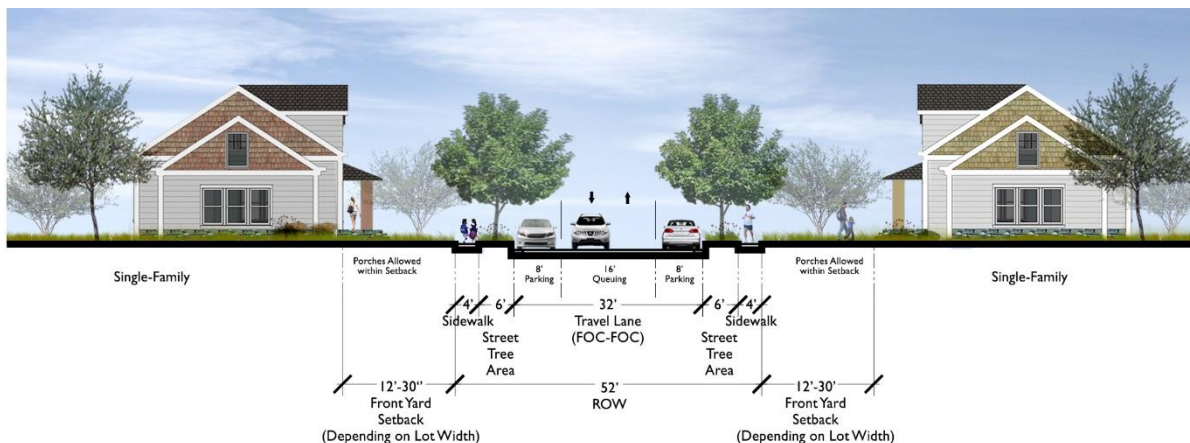 Single-Family
Porches Allowed
within Setback
8'
Parking
16'
Queuing
8'
Parking
Porches Allowed
within Setback
Single-Family
4'
Sidewalk
6'
Street
Tree
Area
32'
Travel Lane
(FOC-FOC)
6'
Street
Tree
Area
4'
Sidewalk
12'-30"
Front Yard
Setback
(Depending on Lot Width)
52'
ROW
12'-30'
Front Yard
Setback
(Depending on Lot Width)